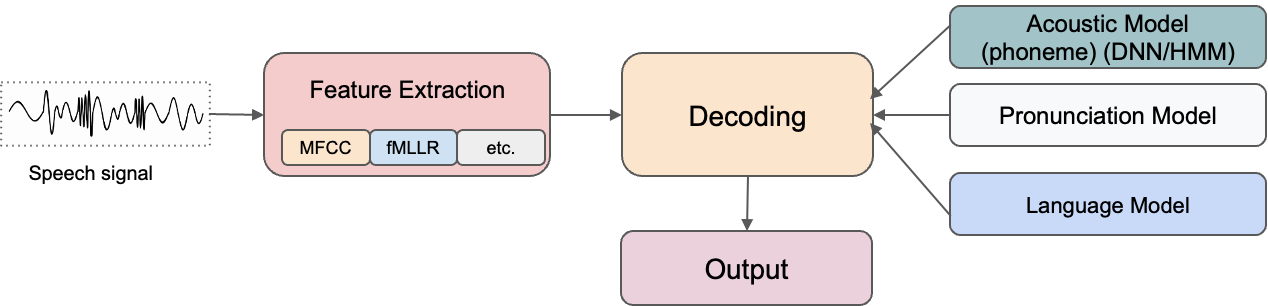 Speech signal
Feature Extraction
MFCC
fMLLR
etc.
Decoding
Output
Acoustic Model
(phoneme) (DNN/HMM)
Pronunciation Model
Language Model